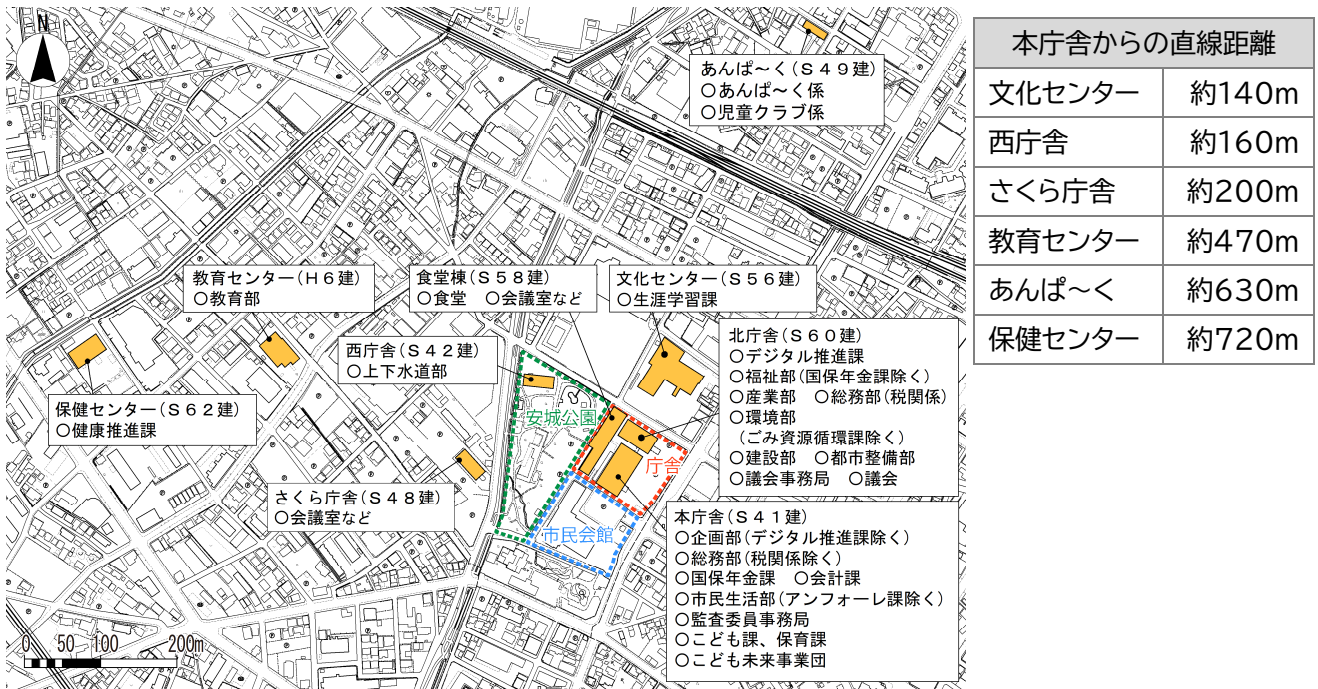 N
あんぱ～く(S49建)
○あんぱ～く係
○児童クラブ係
教育センター(H6建)
○教育部
食堂棟(S58建)
○食堂 ○会議室など
文化センター(S56建)
○生涯学習課
西庁舎(S42建)
○上下水道部
北庁舎(S60建)
○デジタル推進課
○福祉部(国保年金課除く)
○産業部 ○総務部(税関係)
○環境部
(ごみ資源循環課除く)
○建設部 ○都市整備部
○議会事務局 ○議会
保健センター(S62建)
○健康推進課
安城公園
庁舎
さくら庁舎(S48建)
○会議室など
市民会館
本庁舎(S41建)
○企画部(デジタル推進課除く)
○総務部(税関係除く)
○国保年金課 ○会計課
○市民生活部(アンフォーレ課除く)
○監査委員事務局
○こども課、保育課
○こども未来事業団
0 50 100 200m
本庁舎からの直線距離
文化センター 約140m
西庁舎 約160m
さくら庁舎 約200m
教育センター 約470m
あんぱ～く 約630m
保健センター 約720m